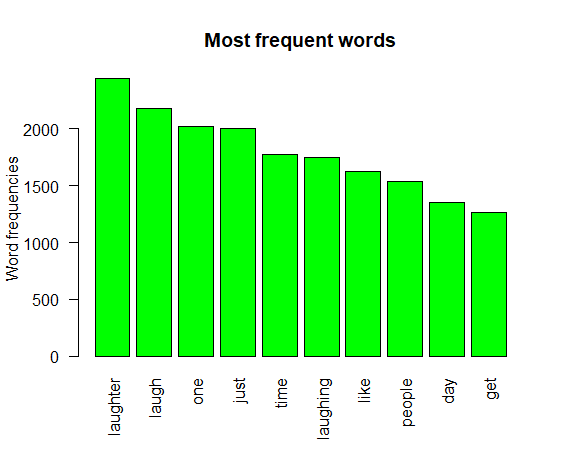 Most frequent words
Word frequencies
2000
1500
1000
500
0
laughter
laugh
one
just
time
laughing
like
people
day
get